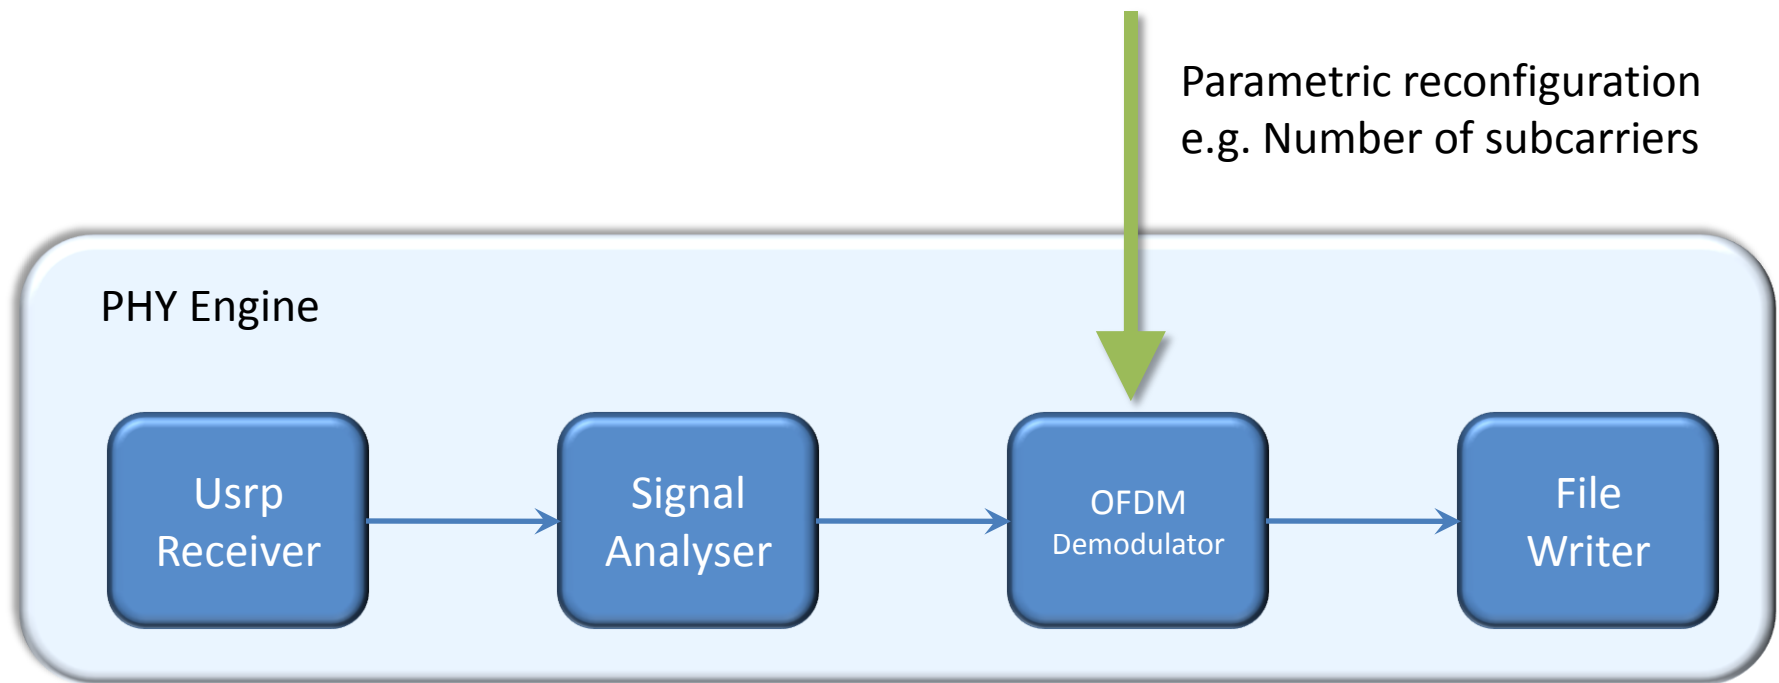 Parametric reconfiguration
e.g. Number of subcarriers
PHY Engine
Usrp
Receiver
Signal
Analyser
OFDM
Demodulator
File
Writer